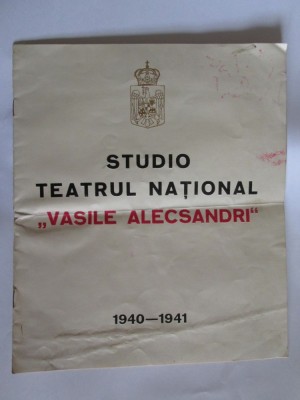 STUDIO
TEATRUL NAȚIONAL
„VASILE ALECSANDRI“
1940—1941